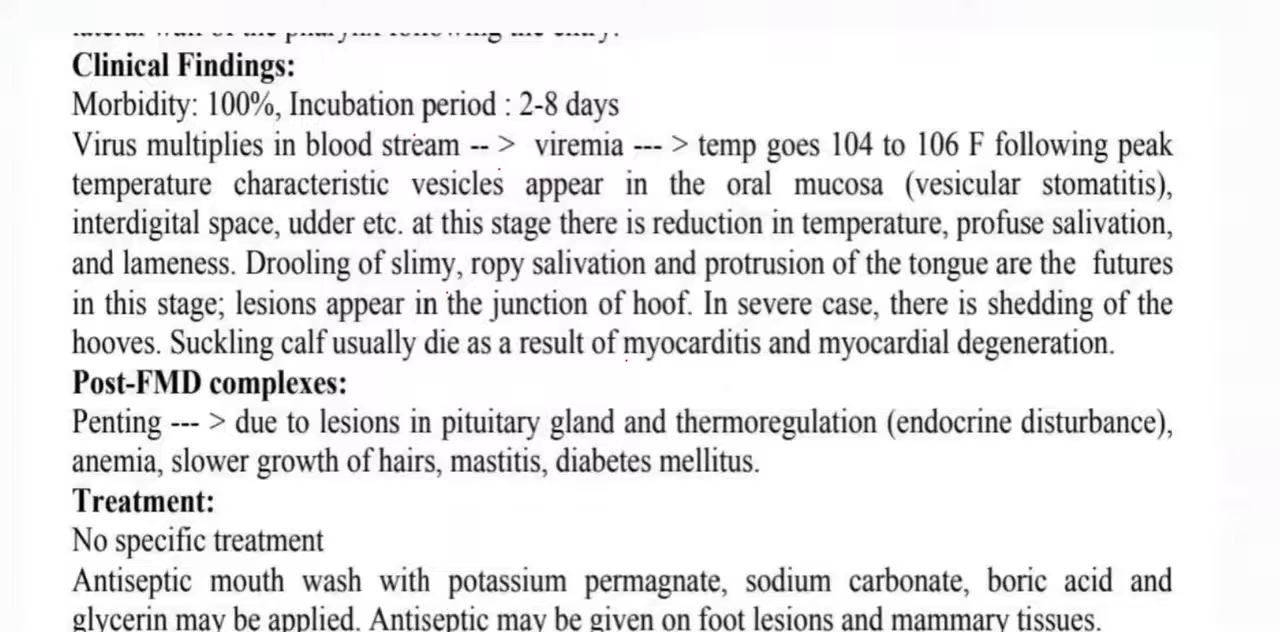 Clinical Findings:
Morbidity: 100%, Incubation period : 2-8 days
Virus multiplies in blood stream -- > viremia --- > temp goes 104 to 106 F following peak
temperature characteristic vesicles appear in the oral mucosa (vesicular stomatitis),
interdigital space, udder etc. at this stage there is reduction in temperature, profuse salivation,
and lameness. Drooling of slimy, ropy salivation and protrusion of the tongue are the futures
in this stage; lesions appear in the junction of hoof. In severe case, there is shedding of the
hooves. Suckling calf usually die as a result of myocarditis and myocardial degeneration.
Post-FMD complexes:
Penting --- > due to lesions in pituitary gland and thermoregulation (endocrine disturbance),
anemia, slower growth of hairs, mastitis, diabetes mellitus.
Treatment:
No specific treatment
Antiseptic mouth wash with potassium permagnate, sodium carbonate, boric acid and
glycerin may be applied. Antiseptic may be given on foot lesions and mammary tissues.